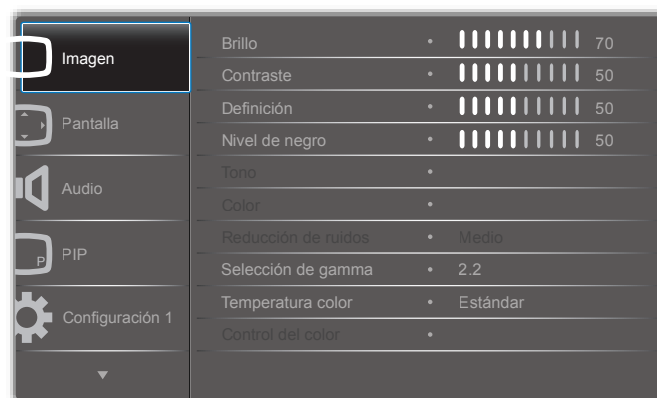 Imagen
Pantalla
Audio
P
PIP
Configuración 1
Brillo • 70
Contraste • 50
Definición • 50
Nivel de negro • 50
Tono •
Color •
Reducción de ruidos • Medio
Selección de gamma • 2.2
Temperatura color • Estándar
Control del color •